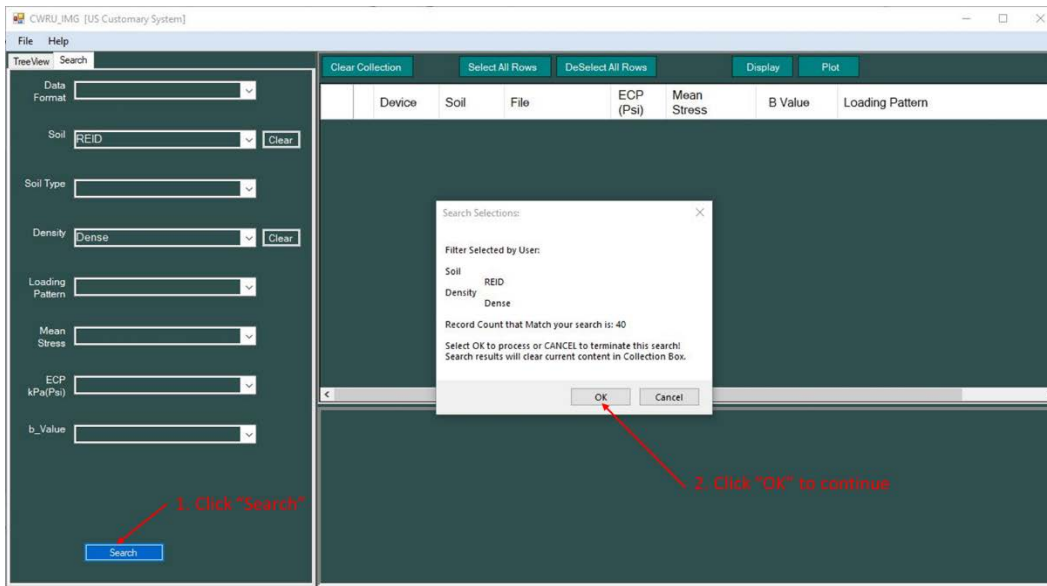 CWRU_IMG [US Customary System]
File Help
TreeView Search
Data Format
Soil REID Clear
Soil Type
Density Dense Clear
Loading Pattern
Mean Stress
ECP kPa(Psi)
b_Value
1. Click "Search"
Search
Clear Collection Select All Rows DeSelect All Rows Display Plot
Device Soil File ECP (Psi) Mean Stress B Value Loading Pattern
Search Selections:
Filter Selected by User:
Soil
REID
Density
Dense
Record Count that Match your search is: 40
Select OK to process or CANCEL to terminate this search!
Search results will clear current content in Collection Box.
OK Cancel
2. Click "OK" to continue